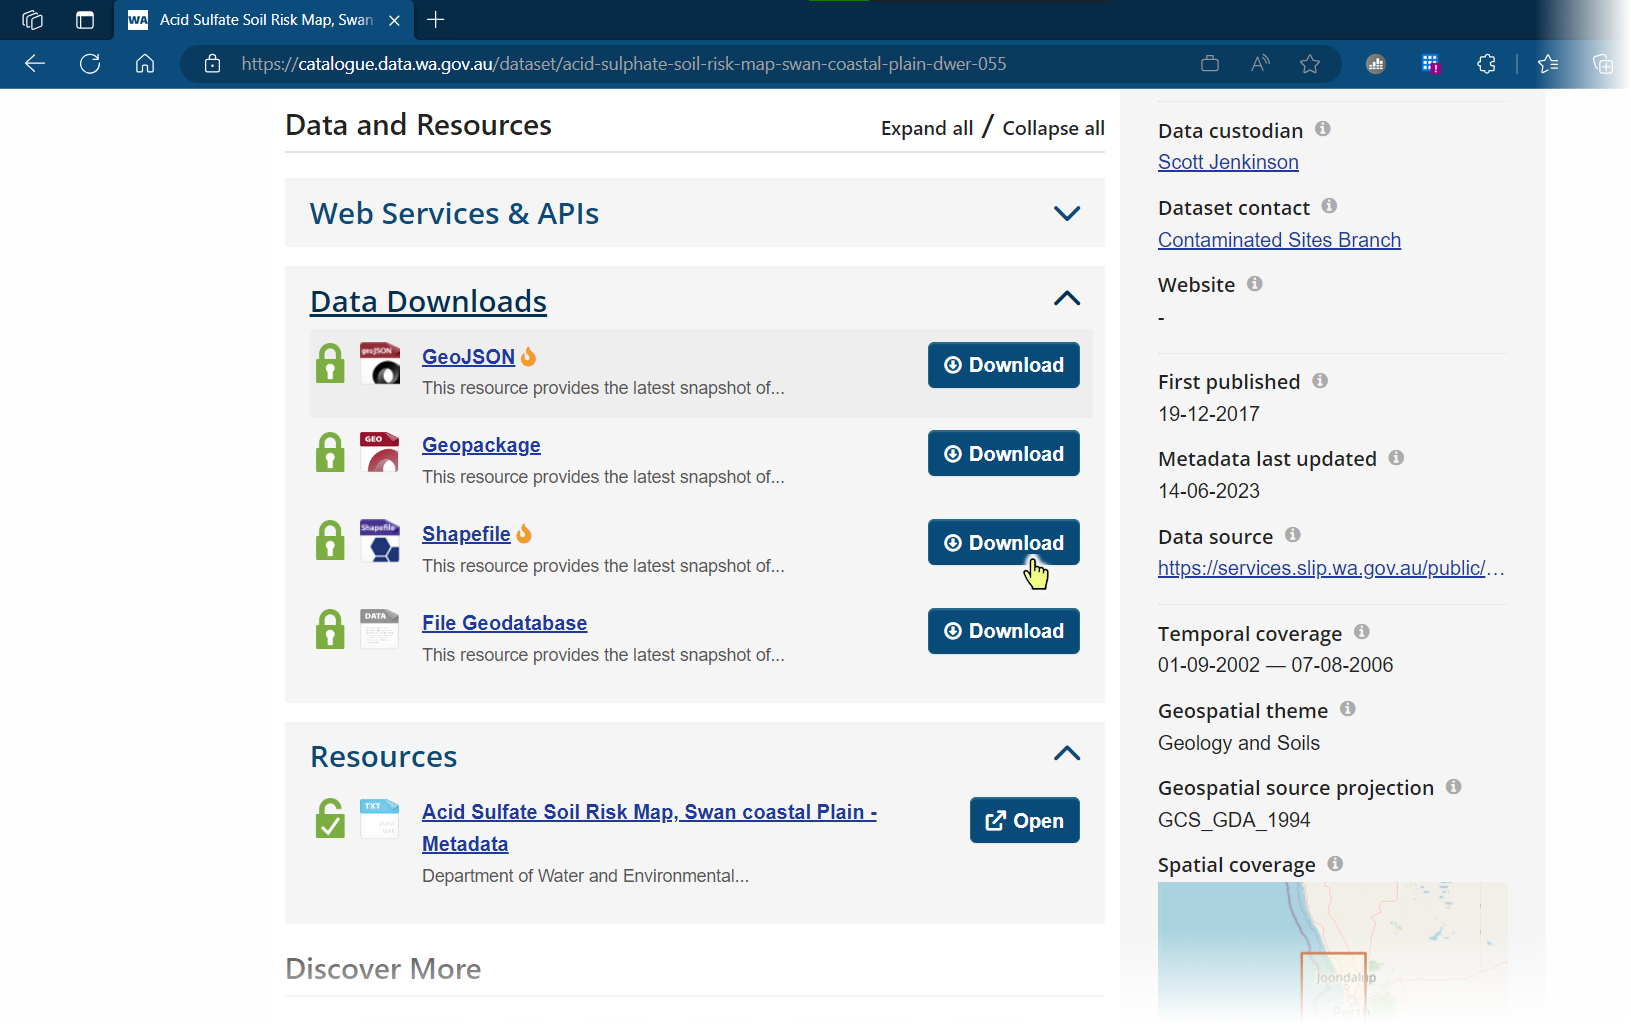 WA Acid Sulfate Soil Risk Map, Swan
https://catalogue.data.wa.gov.au/dataset/acid-sulphate-soil-risk-map-swan-coastal-plain-dwer-055
Data and Resources
Expand all / Collapse all
Web Services & APIs
Data Downloads
geoJSON
GeoJSON
Download
This resource provides the latest snapshot of...
GEO
Geopackage
Download
This resource provides the latest snapshot of...
Shapefile
Shapefile
Download
This resource provides the latest snapshot of...
DATA
File Geodatabase
Download
This resource provides the latest snapshot of...
Resources
TXT
Acid Sulfate Soil Risk Map, Swan coastal Plain -
Metadata
Open
Department of Water and Environmental...
Discover More
Data custodian
Scott Jenkinson
Dataset contact
Contaminated Sites Branch
Website
-
First published
19-12-2017
Metadata last updated
14-06-2023
Data source
https://services.slip.wa.gov.au/public/...
Temporal coverage
01-09-2002 — 07-08-2006
Geospatial theme
Geology and Soils
Geospatial source projection
GCS_GDA_1994
Spatial coverage
Joondalup
Perth